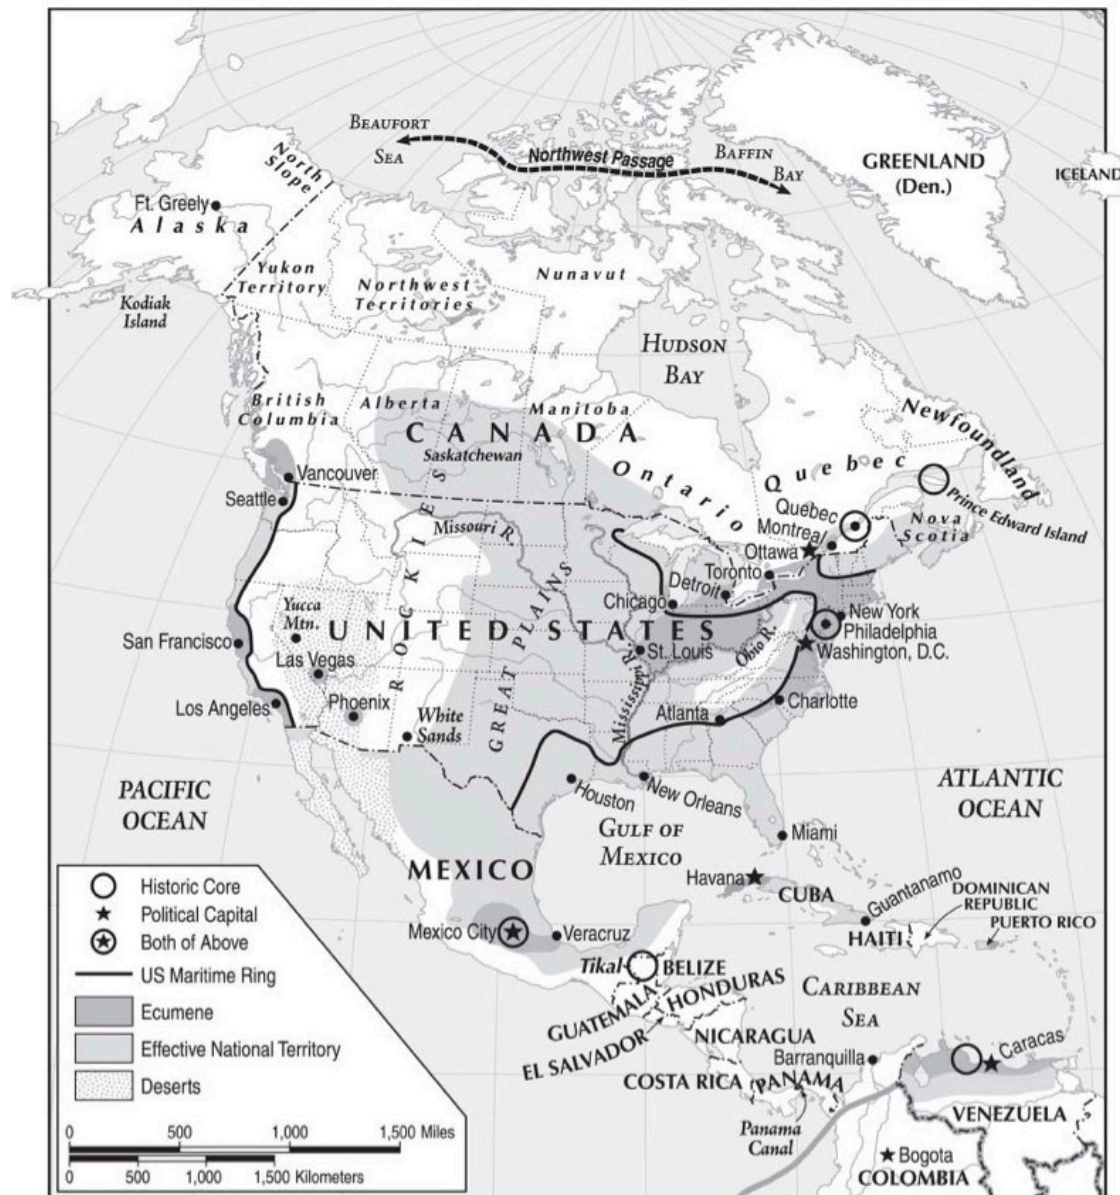 BEAUFORT
SEA
Northwest Passage
BAFFIN
BAY
GREENLAND
(Den.)
ICELAND
North
Slope
Ft. Greely
Alaska
Yukon
Territory
Northwest
Territories
Nunavut
Kodiak
Island
HUDSON
BAY
British
Columbia
Alberta
Manitoba
CANADA
Saskatchewan
Ontario
Quebec
Newfoundland
Vancouver
Seattle
Prince Edward Island
Quebec
Nova
Scotia
Montreal
Ottawa
Toronto
Detroit
Missouri R.
ROCKIES
GREAT PLAINS
Chicago
Yucca
Mtn.
UNITED STATES
New York
Philadelphia
Washington, D.C.
San Francisco
Las Vegas
St. Louis
Ohio R.
Mississippi R.
Los Angeles
Phoenix
White
Sands
Atlanta
Charlotte
PACIFIC
OCEAN
ATLANTIC
OCEAN
Houston
New Orleans
GULF OF
MEXICO
Miami
MEXICO
Havana
CUBA
Guantanamo
DOMINICAN
REPUBLIC
PUERTO RICO
HAITI
Mexico City
Veracruz
Tikal
BELIZE
GUATEMALA
HONDURAS
EL SALVADOR
NICARAGUA
CARIBBEAN
SEA
COSTA RICA
PANAMA
Panama
Canal
Barranquilla
Caracas
VENEZUELA
Bogota
COLOMBIA
Historic Core
Political Capital
Both of Above
US Maritime Ring
Ecumene
Effective National Territory
Deserts
0 500 1,000 1,500 Miles
0 500 1,000 1,500 Kilometers